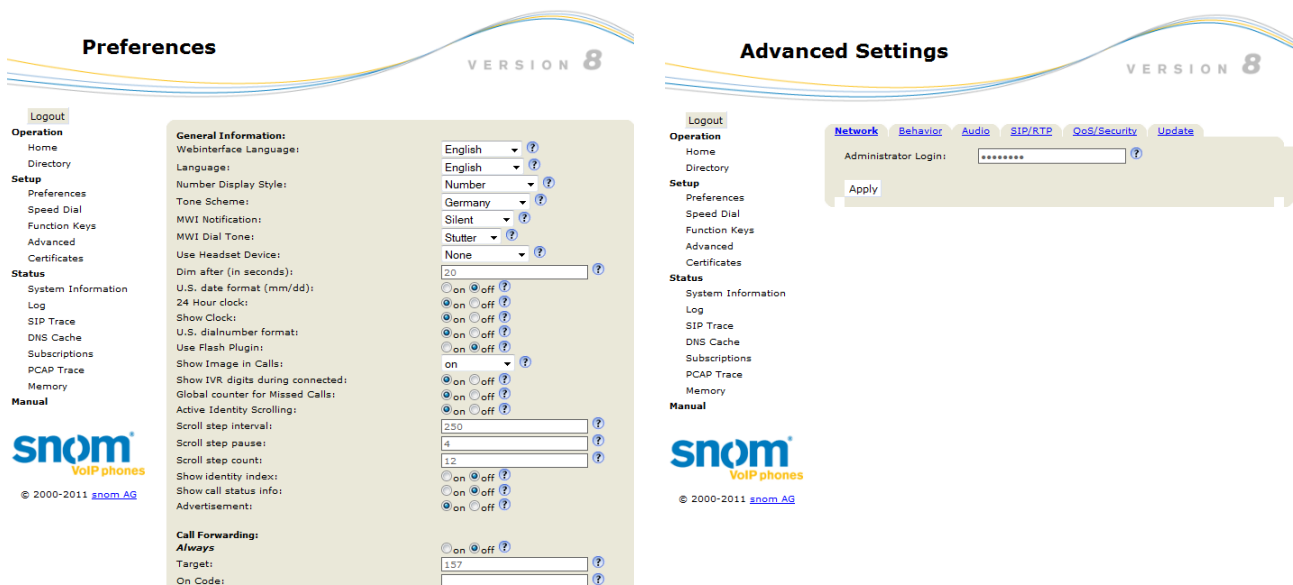 Preferences
VERSION 8
Logout
Operation
Home
Directory
Setup
Preferences
Speed Dial
Function Keys
Advanced
Certificates
Status
System Information
Log
SIP Trace
DNS Cache
Subscriptions
PCAP Trace
Memory
Manual
snom
VoIP phones
© 2000-2011 snom AG
General Information:
Webinterface Language: English ?
Language: English ?
Number Display Style: Number ?
Tone Scheme: Germany ?
MWI Notification: Silent ?
MWI Dial Tone: Stutter ?
Use Headset Device: None ?
Dim after (in seconds): 20 ?
U.S. date format (mm/dd): on off ?
24 Hour clock: on off ?
Show Clock: on off ?
U.S. dialnumber format: on off ?
Use Flash Plugin: on off ?
Show Image in Calls: on ?
Show IVR digits during connected: on off ?
Global counter for Missed Calls: on off ?
Active Identity Scrolling: on off ?
Scroll step interval: 250 ?
Scroll step pause: 4 ?
Scroll step count: 12 ?
Show identity index: on off ?
Show call status info: on off ?
Advertisement: on off ?
Call Forwarding:
Always on off ?
Target: 157 ?
On Code: ?
Advanced Settings
VERSION 8
Logout
Operation
Home
Directory
Setup
Preferences
Speed Dial
Function Keys
Advanced
Certificates
Status
System Information
Log
SIP Trace
DNS Cache
Subscriptions
PCAP Trace
Memory
Manual
snom
VoIP phones
© 2000-2011 snom AG
Network Behavior Audio SIP/RTP QoS/Security Update
Administrator Login: •••••••• ?
Apply